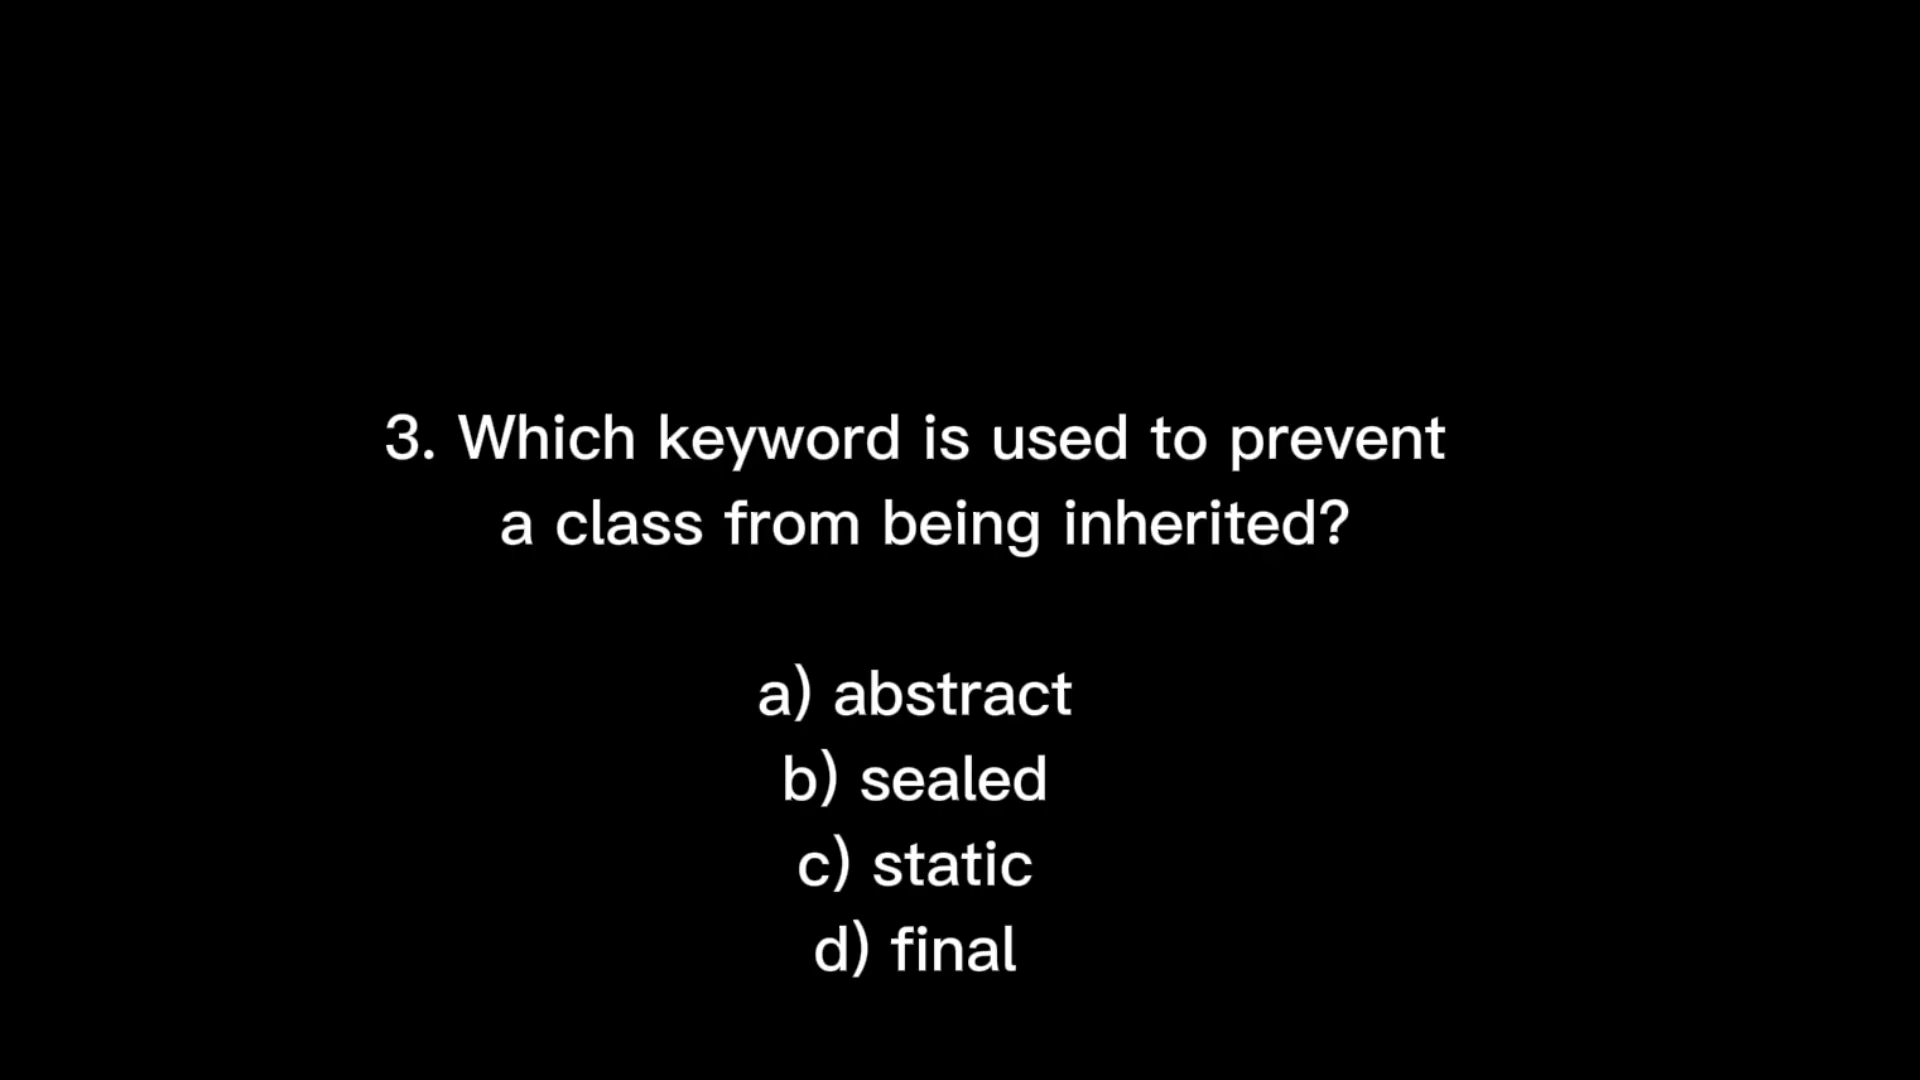 3. Which keyword is used to prevent
a class from being inherited?
a) abstract
b) sealed
c) static
d) final